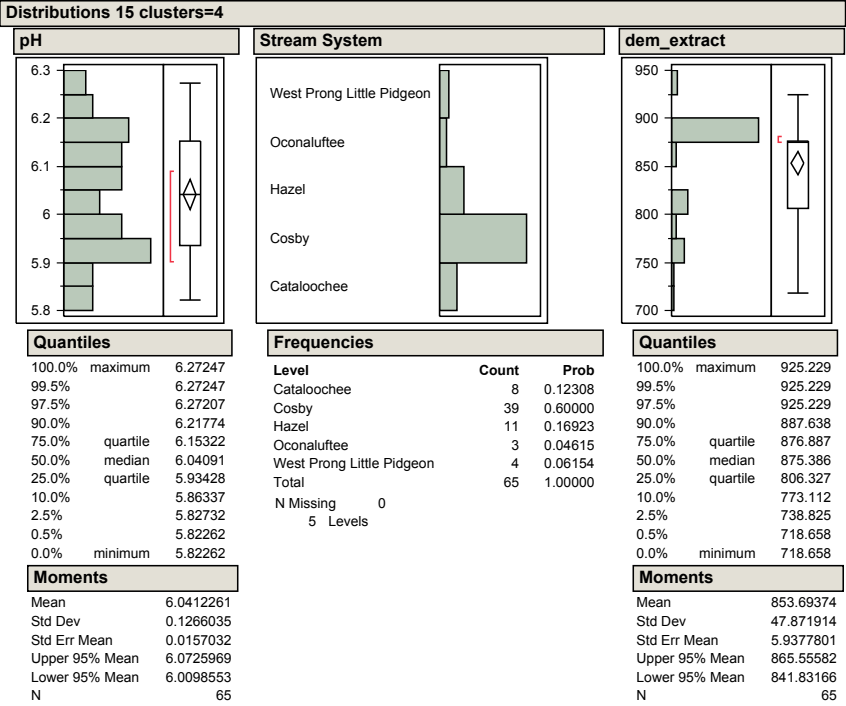 Distributions 15 clusters=4
pH
6.3
6.2
6.1
6
5.9
5.8
Quantiles
100.0% maximum 6.27247
99.5% 6.27247
97.5% 6.27207
90.0% 6.21774
75.0% quartile 6.15322
50.0% median 6.04091
25.0% quartile 5.93428
10.0% 5.86337
2.5% 5.82732
0.5% 5.82262
0.0% minimum 5.82262
Moments
Mean 6.0412261
Std Dev 0.1266035
Std Err Mean 0.0157032
Upper 95% Mean 6.0725969
Lower 95% Mean 6.0098553
N 65
Stream System
West Prong Little Pidgeon
Oconaluftee
Hazel
Cosby
Cataloochee
Frequencies
Level Count Prob
Cataloochee 8 0.12308
Cosby 39 0.60000
Hazel 11 0.16923
Oconaluftee 3 0.04615
West Prong Little Pidgeon 4 0.06154
Total 65 1.00000
N Missing 0
5 Levels
dem_extract
950
900
850
800
750
700
Quantiles
100.0% maximum 925.229
99.5% 925.229
97.5% 925.229
90.0% 887.638
75.0% quartile 876.887
50.0% median 875.386
25.0% quartile 806.327
10.0% 773.112
2.5% 738.825
0.5% 718.658
0.0% minimum 718.658
Moments
Mean 853.69374
Std Dev 47.871914
Std Err Mean 5.9377801
Upper 95% Mean 865.55582
Lower 95% Mean 841.83166
N 65